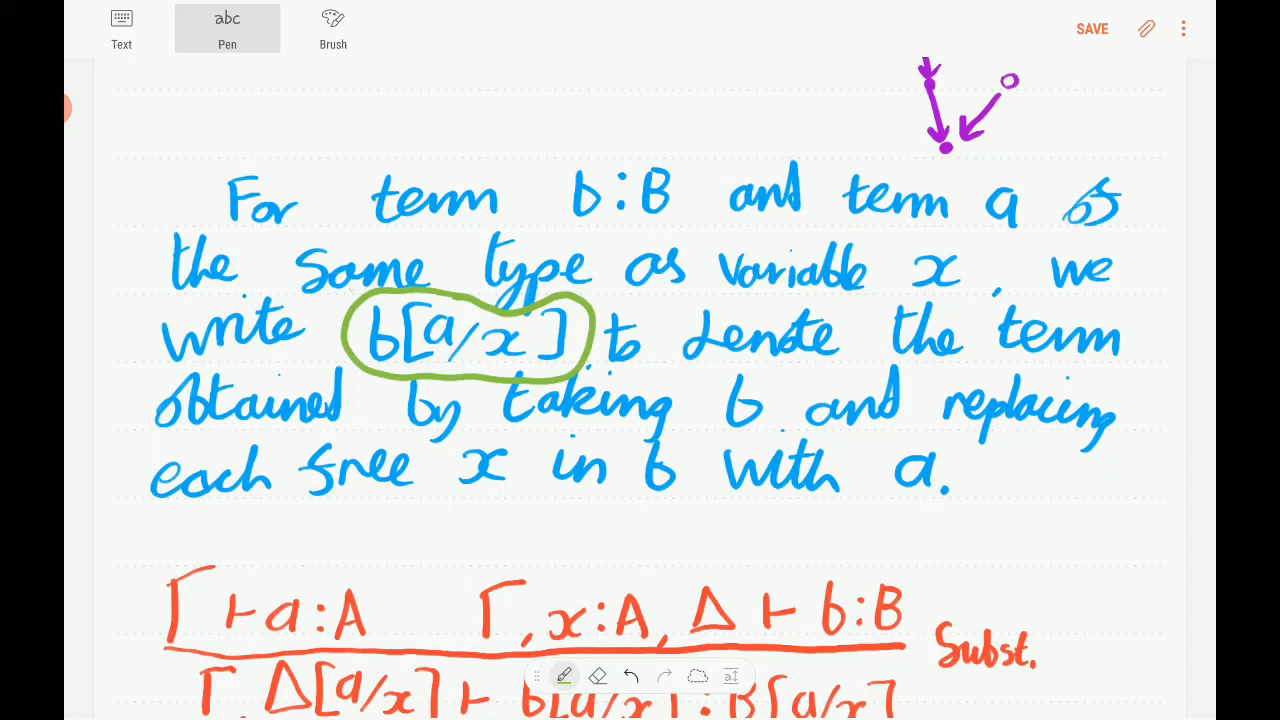 Text
abc
Pen
Brush
SAVE
For term b:B and term a of
the same type as variable x, we
write b[a/x] to denote the term
obtained by taking b and replacing
each free x in b with a.
Γ ⊢ a:A Γ, x:A, Δ ⊢ b:B
Subst.
Γ, Δ[a/x] ⊢ b[a/x] : B[a/x]